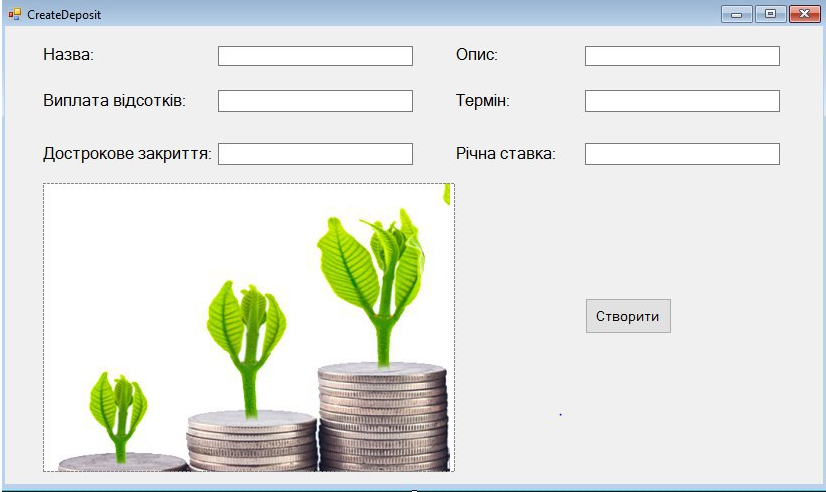 CreateDeposit
Назва:
Опис:
Виплата відсотків:
Термін:
Дострокове закриття:
Річна ставка:
Створити